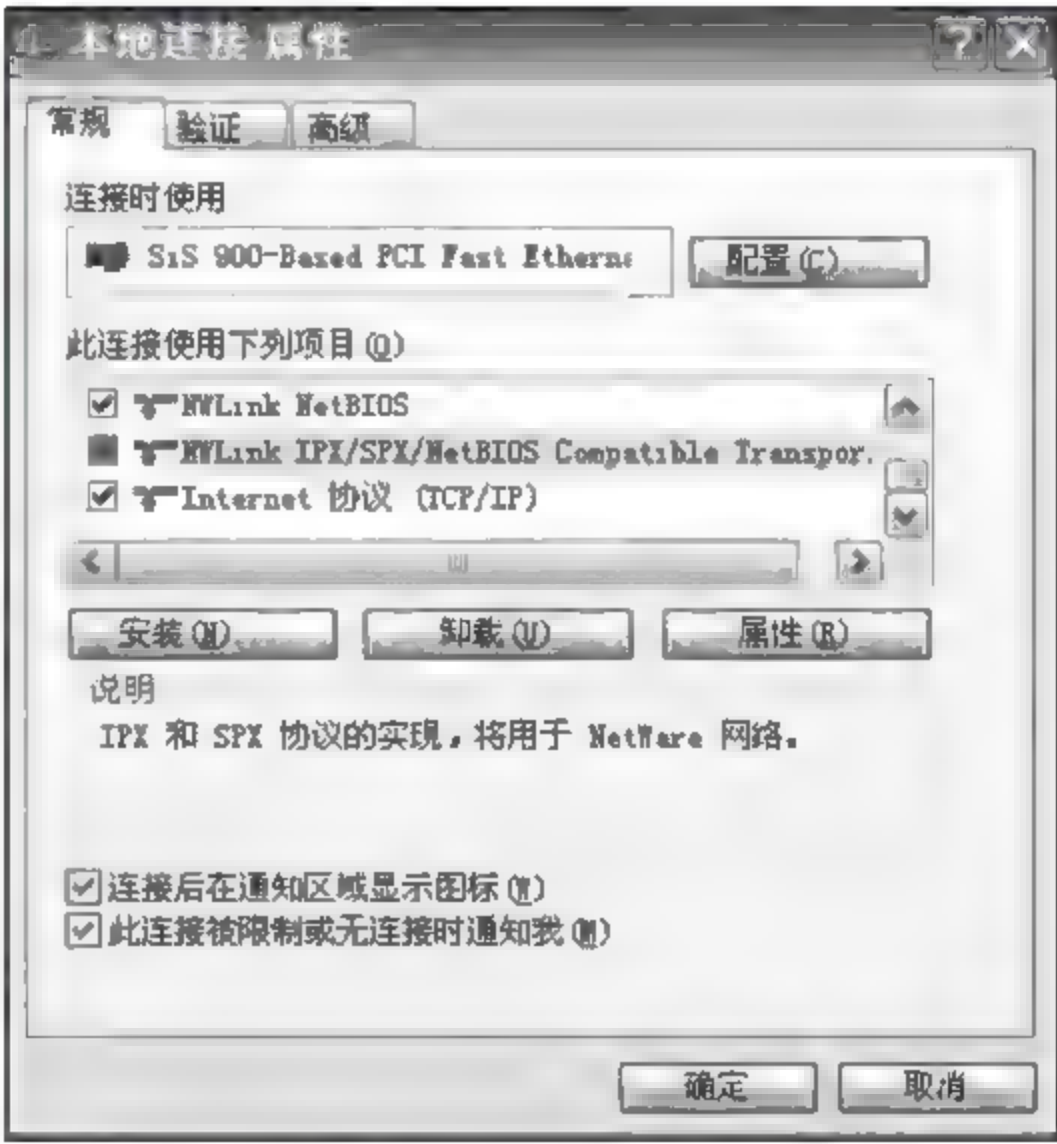 本地连接 属性
常规 验证 高级
连接时使用
SiS 900-Based PCI Fast Etherne
配置(C)
此连接使用下列项目(O)
NWLink NetBIOS
NWLink IPX/SPX/NetBIOS Compatible Transpor.
Internet 协议 (TCP/IP)
安装(N) 卸载(U) 属性(R)
说明
IPX 和 SPX 协议的实现，将用于 NetWare 网络。
连接后在通知区域显示图标(W)
此连接被限制或无连接时通知我(M)
确定 取消